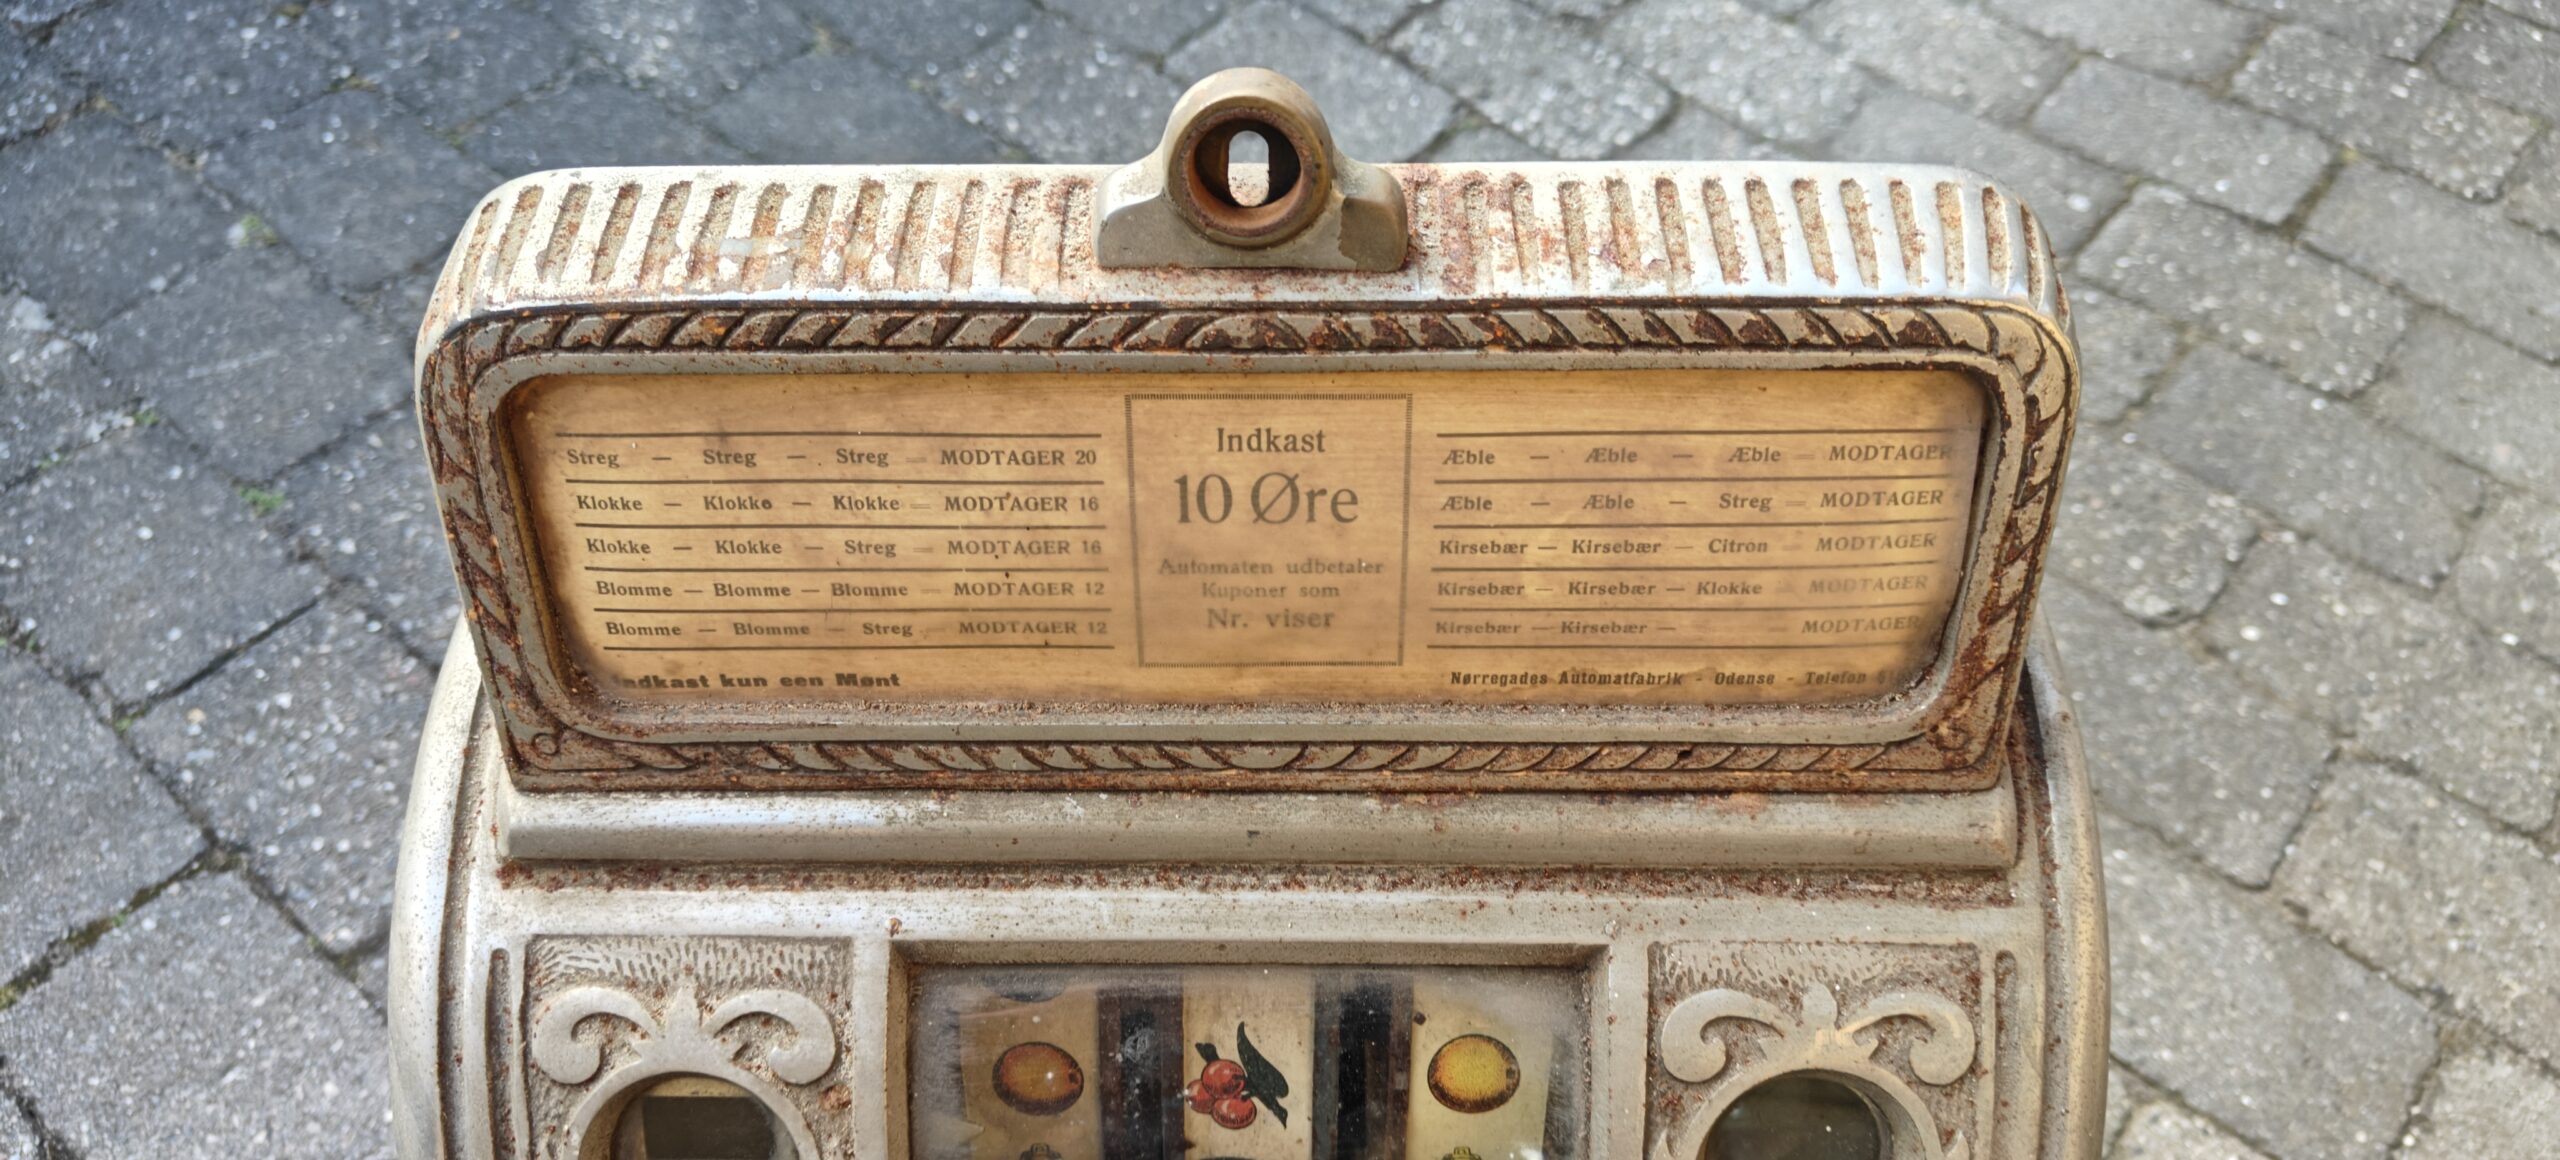 Streg — Streg — Streg = MODTAGER 20
Klokke — Klokke — Klokke = MODTAGER 16
Klokke — Klokke — Streg = MODTAGER 16
Blomme — Blomme — Blomme = MODTAGER 12
Blomme — Blomme — Streg = MODTAGER 12
Indkast kun een Mønt
Indkast
10 Øre
Automaten udbetaler
Kuponer som
Nr. viser
Æble — Æble — Æble = MODTAGER
Æble — Æble — Streg = MODTAGER
Kirsebær — Kirsebær — Citron = MODTAGER
Kirsebær — Kirsebær — Klokke = MODTAGER
Kirsebær — Kirsebær — — MODTAGER
Nørregades Automatfabrik - Odense - Telefon